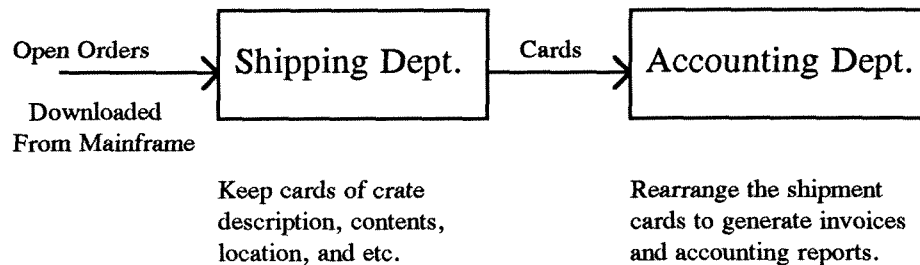 Open Orders
Downloaded
From Mainframe
Shipping Dept.
Cards
Accounting Dept.
Keep cards of crate
description, contents,
location, and etc.
Rearrange the shipment
cards to generate invoices
and accounting reports.